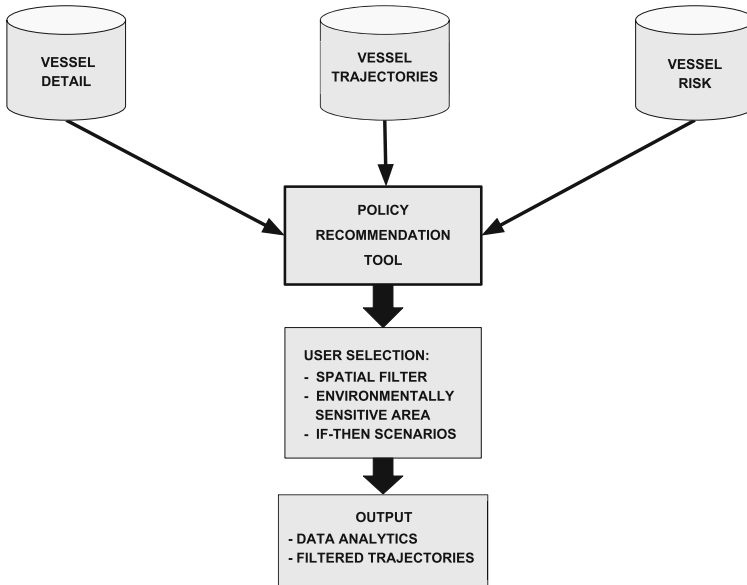 VESSEL
DETAIL
VESSEL
TRAJECTORIES
VESSEL
RISK
POLICY
RECOMMENDATION
TOOL
USER SELECTION:
- SPATIAL FILTER
- ENVIRONMENTALLY
SENSITIVE AREA
- IF-THEN SCENARIOS
OUTPUT
- DATA ANALYTICS
- FILTERED TRAJECTORIES